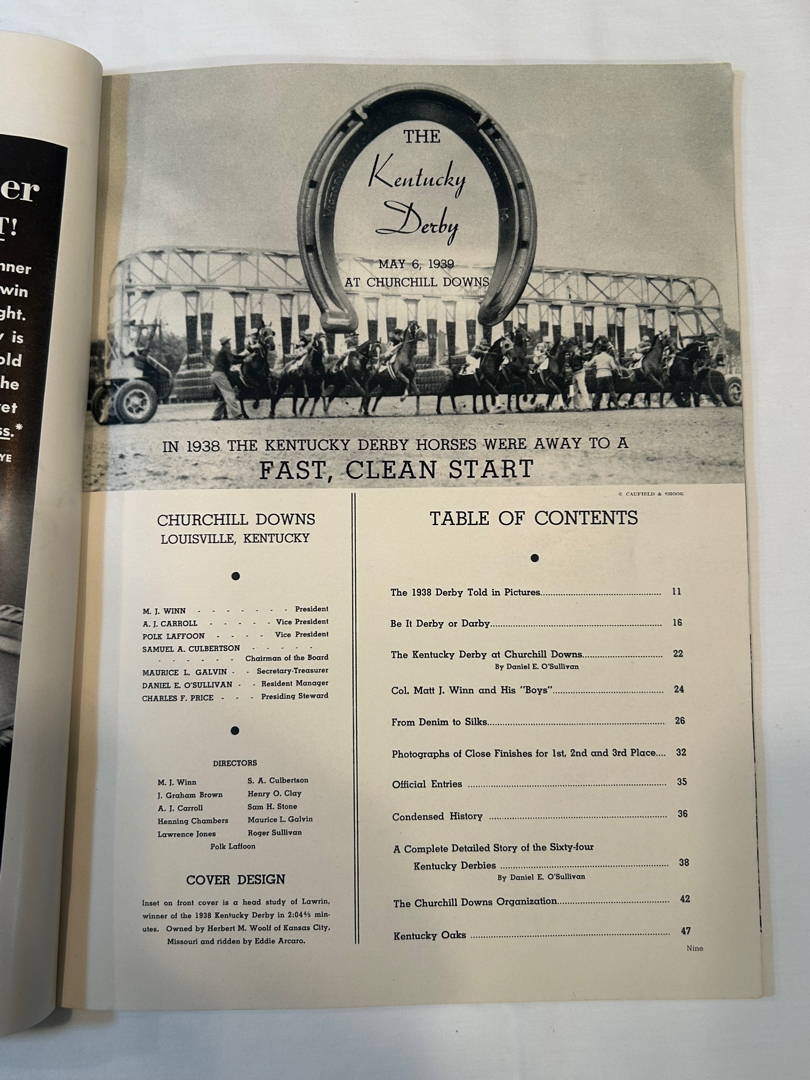 er
T!
nner
win
ght.
y is
old
he
et
ss.*
YE
THE
Kentucky
Derby
MAY 6, 1939
AT CHURCHILL DOWNS
IN 1938 THE KENTUCKY DERBY HORSES WERE AWAY TO A
FAST, CLEAN START
© CAUFIELD & SHOOK
CHURCHILL DOWNS
LOUISVILLE, KENTUCKY
M. J. WINN - - - - - - - President
A. J. CARROLL - - - - - Vice President
POLK LAFFOON - - - - Vice President
SAMUEL A. CULBERTSON - - - - -
- - - - - - Chairman of the Board
MAURICE L. GALVIN - - Secretary-Treasurer
DANIEL E. O'SULLIVAN - - Resident Manager
CHARLES F. PRICE - - - Presiding Steward
DIRECTORS
M. J. Winn S. A. Culbertson
J. Graham Brown Henry O. Clay
A. J. Carroll Sam H. Stone
Henning Chambers Maurice L. Galvin
Lawrence Jones Roger Sullivan
Polk Laffoon
COVER DESIGN
Inset on front cover is a head study of Lawrin,
winner of the 1938 Kentucky Derby in 2:04⅘ min-
utes. Owned by Herbert M. Woolf of Kansas City,
Missouri and ridden by Eddie Arcaro.
TABLE OF CONTENTS
The 1938 Derby Told in Pictures.................... 11
Be It Derby or Darby.................... 16
The Kentucky Derby at Churchill Downs.................... 22
By Daniel E. O'Sullivan
Col. Matt J. Winn and His "Boys".................... 24
From Denim to Silks.................... 26
Photographs of Close Finishes for 1st, 2nd and 3rd Place.... 32
Official Entries .................... 35
Condensed History .................... 36
A Complete Detailed Story of the Sixty-four
Kentucky Derbies .................... 38
By Daniel E. O'Sullivan
The Churchill Downs Organization.................... 42
Kentucky Oaks .................... 47
Nine